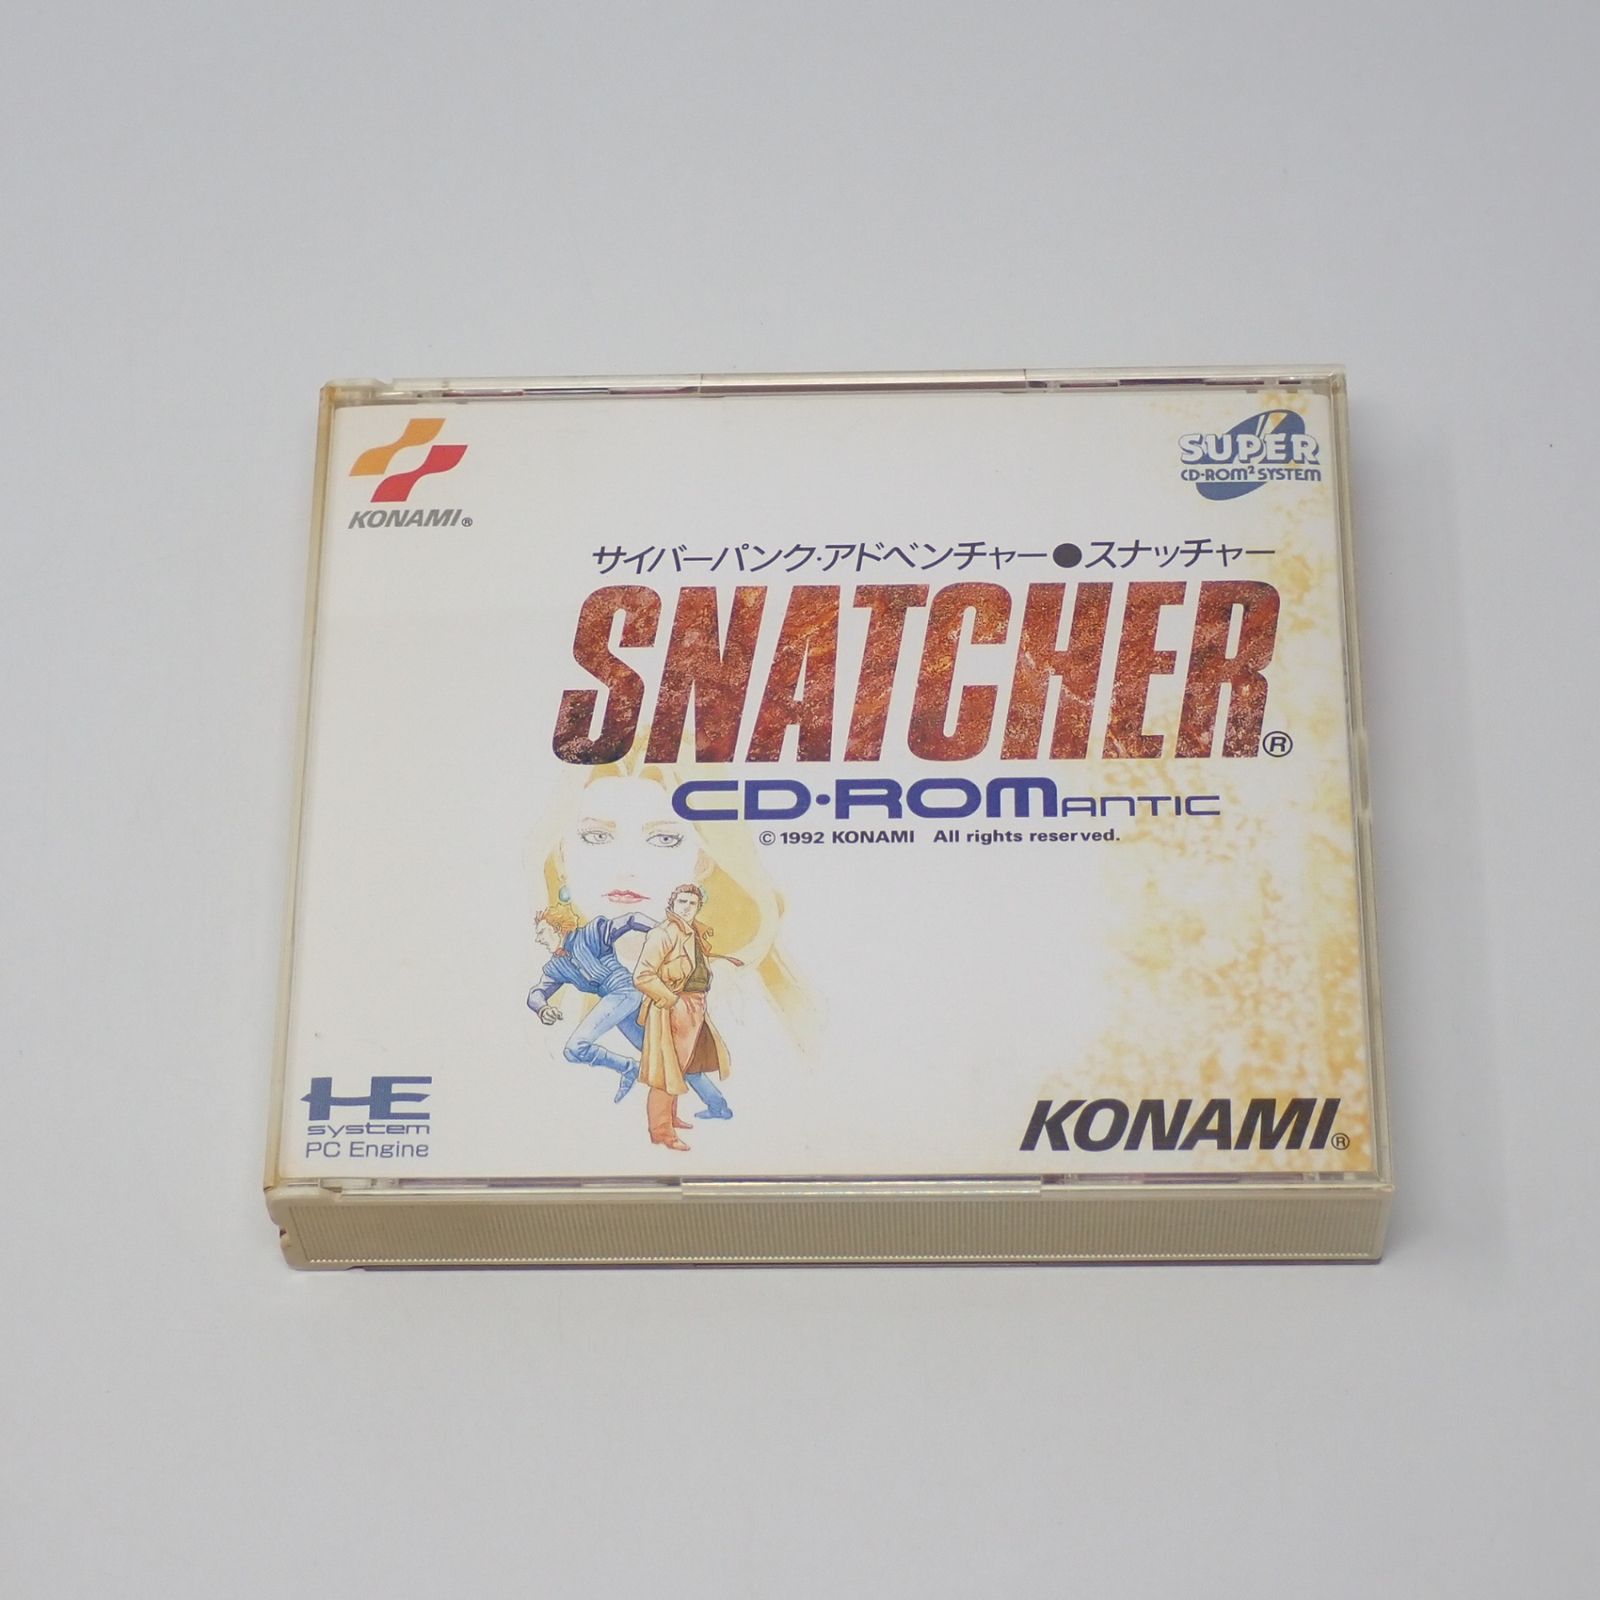 KONAMI®
SUPER
CD-ROM² SYSTEM
サイバーパンク・アドベンチャー●スナッチャー
SNATCHER®
CD・ROMANTIC
© 1992 KONAMI All rights reserved.
HE
system
PC Engine
KONAMI®